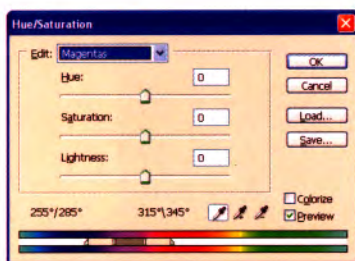 Hue/Saturation
Edit: Magentas
Hue: 0
Saturation: 0
Lightness: 0
OK
Cancel
Load...
Save...
Colorize
Preview
255°/285° 315°\345°